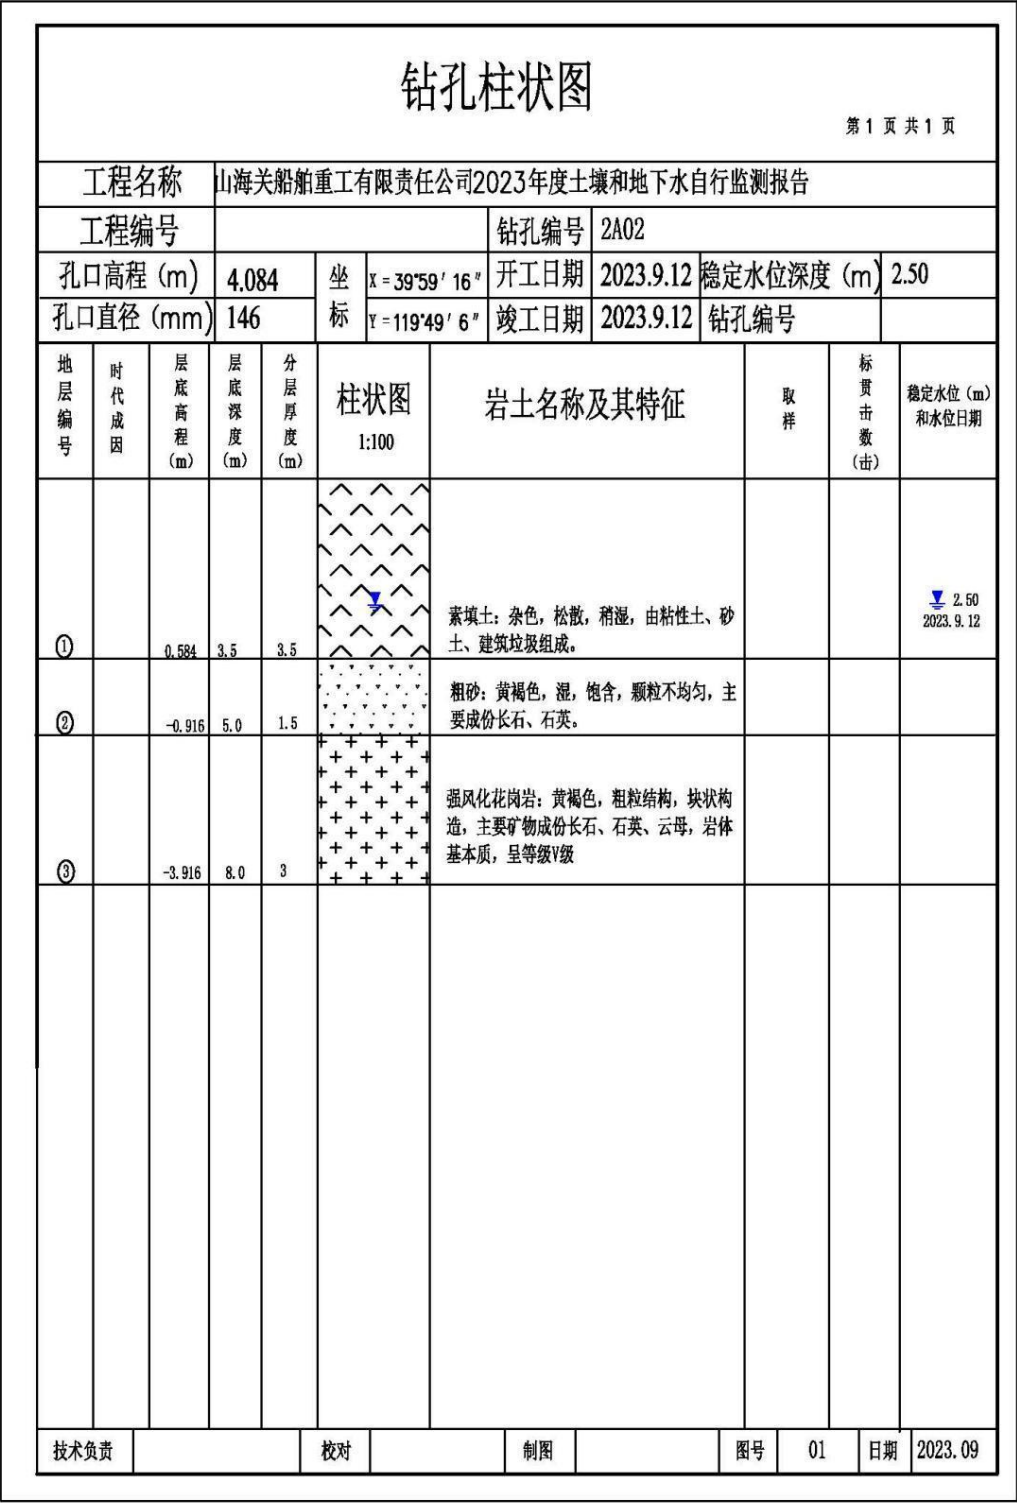 钻孔柱状图
第 1 页 共 1 页
工程名称 山海关船舶重工有限责任公司2023年度土壤和地下水自行监测报告
工程编号 钻孔编号 2A02
孔口高程 (m) 4.084 坐标 X = 39°59′ 16″ 开工日期 2023.9.12 稳定水位深度 (m) 2.50
孔口直径 (mm) 146 Y = 119°49′ 6″ 竣工日期 2023.9.12 钻孔编号
地层编号 时代成因 层底高程(m) 层底深度(m) 分层厚度(m) 柱状图 1:100 岩土名称及其特征 取样 标贯击数(击) 稳定水位 (m) 和水位日期
2.50
2023.9.12
素填土：杂色，松散，稍湿，由粘性土、砂
土、建筑垃圾组成。
① 0.584 3.5 3.5
粗砂：黄褐色，湿，饱含，颗粒不均匀，主
要成份长石、石英。
② -0.916 5.0 1.5
强风化花岗岩：黄褐色，粗粒结构，块状构
造，主要矿物成份长石、石英、云母，岩体
基本质，呈等级V级
③ -3.916 8.0 3
技术负责 校对 制图 图号 01 日期 2023.09